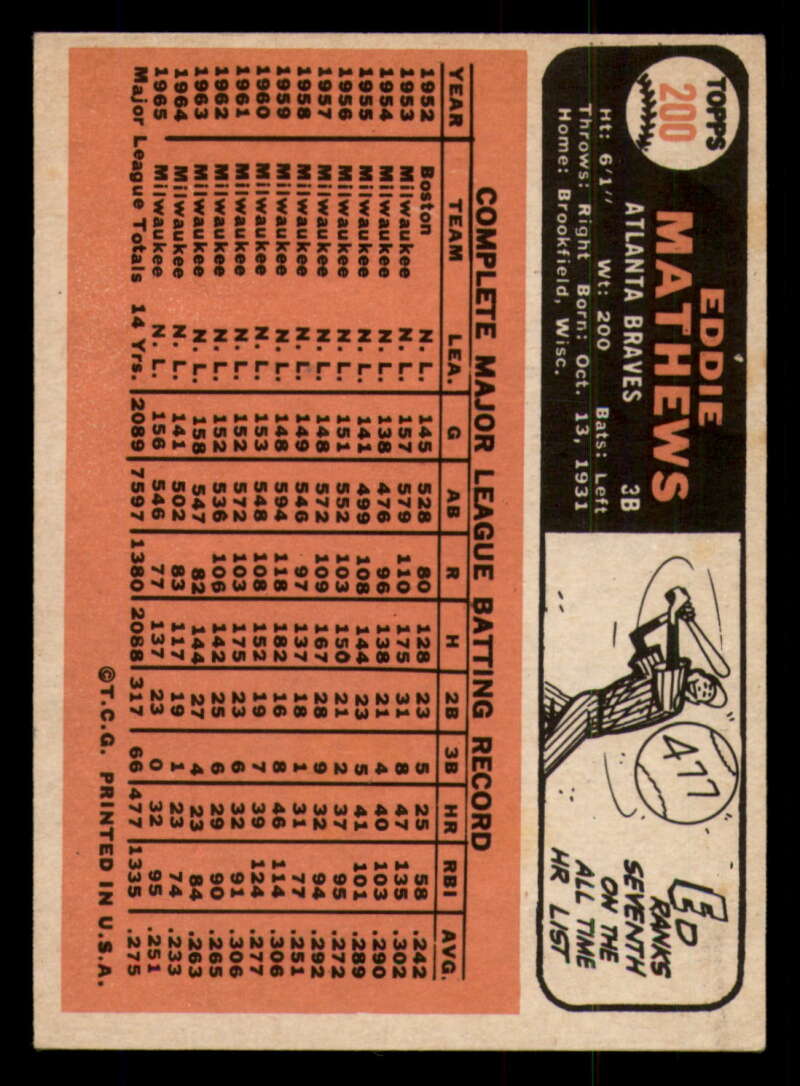 TOPPS
200
EDDIE
MATHEWS
ATLANTA BRAVES 3B
Ht: 6'1" Wt: 200 Bats: Left
Throws: Right Born: Oct. 13, 1931
Home: Brookfield, Wisc.
477
ED
RANKS
SEVENTH
ON THE
ALL TIME
HR LIST
COMPLETE MAJOR LEAGUE BATTING RECORD
YEAR TEAM LEA. G AB R H 2B 3B HR RBI AVG.
1952 Boston N. L. 145 528 80 128 23 5 25 58 .242
1953 Milwaukee N. L. 157 579 110 175 31 8 47 135 .302
1954 Milwaukee N. L. 138 476 96 138 21 4 40 103 .290
1955 Milwaukee N. L. 141 499 108 144 23 5 41 101 .289
1956 Milwaukee N. L. 151 552 103 150 21 2 37 95 .272
1957 Milwaukee N. L. 148 572 109 167 28 9 32 94 .292
1958 Milwaukee N. L. 149 546 97 137 18 1 31 77 .251
1959 Milwaukee N. L. 148 594 118 182 16 8 46 114 .306
1960 Milwaukee N. L. 153 548 108 152 19 7 39 124 .277
1961 Milwaukee N. L. 152 572 103 175 23 6 32 91 .306
1962 Milwaukee N. L. 152 536 106 142 25 6 29 90 .265
1963 Milwaukee N. L. 158 547 82 144 27 4 23 84 .263
1964 Milwaukee N. L. 141 502 83 117 19 1 23 74 .233
1965 Milwaukee N. L. 156 546 77 137 23 0 32 95 .251
Major League Totals 14 Yrs. 2089 7597 1380 2088 317 66 477 1335 .275
©T.C.G. PRINTED IN U.S.A.